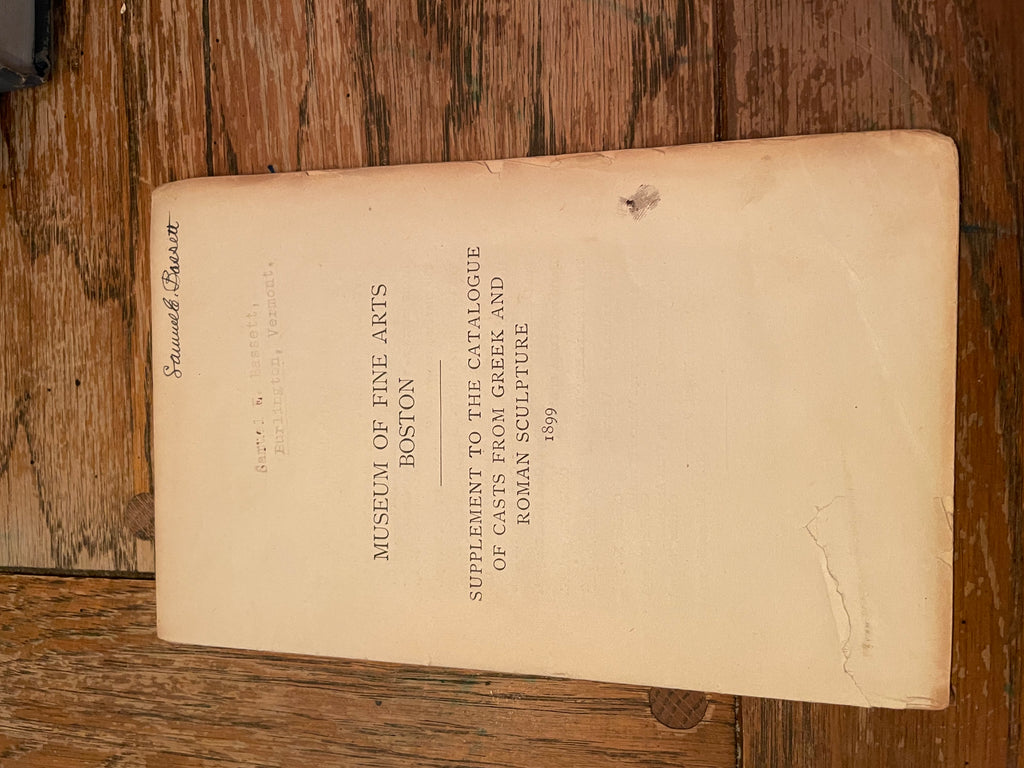 Samuel E. Bassett
Samuel E. Bassett,
Burlington, Vermont.
MUSEUM OF FINE ARTS
BOSTON
SUPPLEMENT TO THE CATALOGUE
OF CASTS FROM GREEK AND
ROMAN SCULPTURE
1899